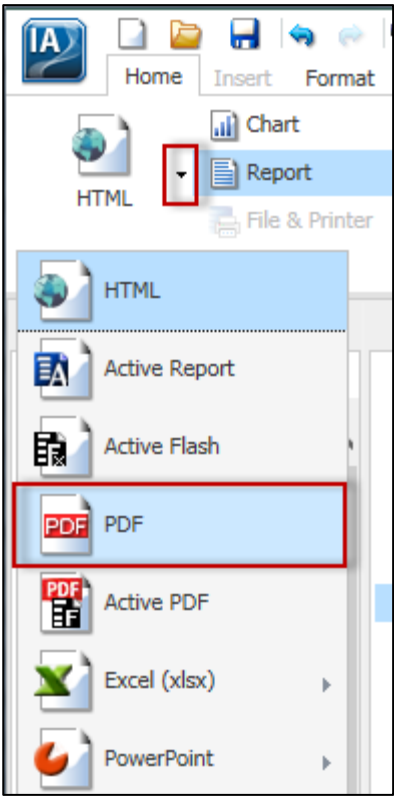 IA
Home Insert Format
Chart
HTML
Report
File & Printer
HTML
Active Report
Active Flash
PDF
PDF
PDF
Active PDF
Excel (xlsx)
PowerPoint